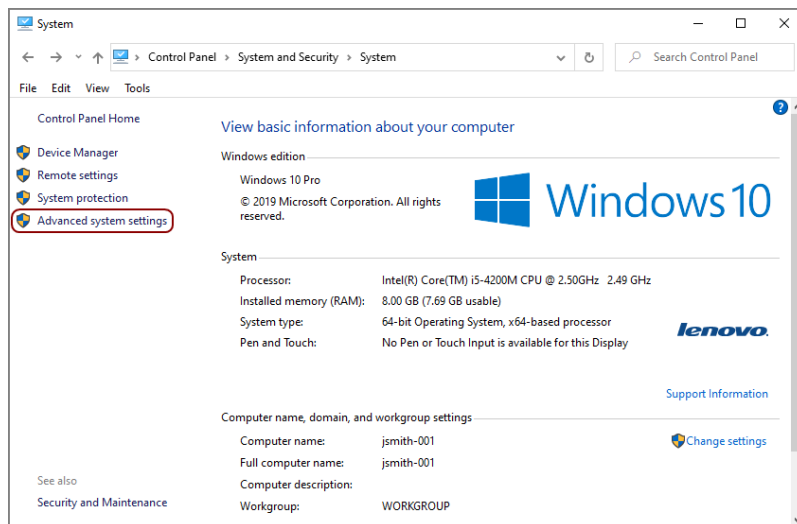 System
Control Panel > System and Security > System
Search Control Panel
File Edit View Tools
Control Panel Home
Device Manager
Remote settings
System protection
Advanced system settings
See also
Security and Maintenance
?
View basic information about your computer
Windows edition
Windows 10 Pro
© 2019 Microsoft Corporation. All rights
reserved.
Windows 10
System
Processor: Intel(R) Core(TM) i5-4200M CPU @ 2.50GHz 2.49 GHz
Installed memory (RAM): 8.00 GB (7.69 GB usable)
System type: 64-bit Operating System, x64-based processor
Pen and Touch: No Pen or Touch Input is available for this Display
lenovo.
Support Information
Computer name, domain, and workgroup settings
Computer name: jsmith-001
Change settings
Full computer name: jsmith-001
Computer description:
Workgroup: WORKGROUP